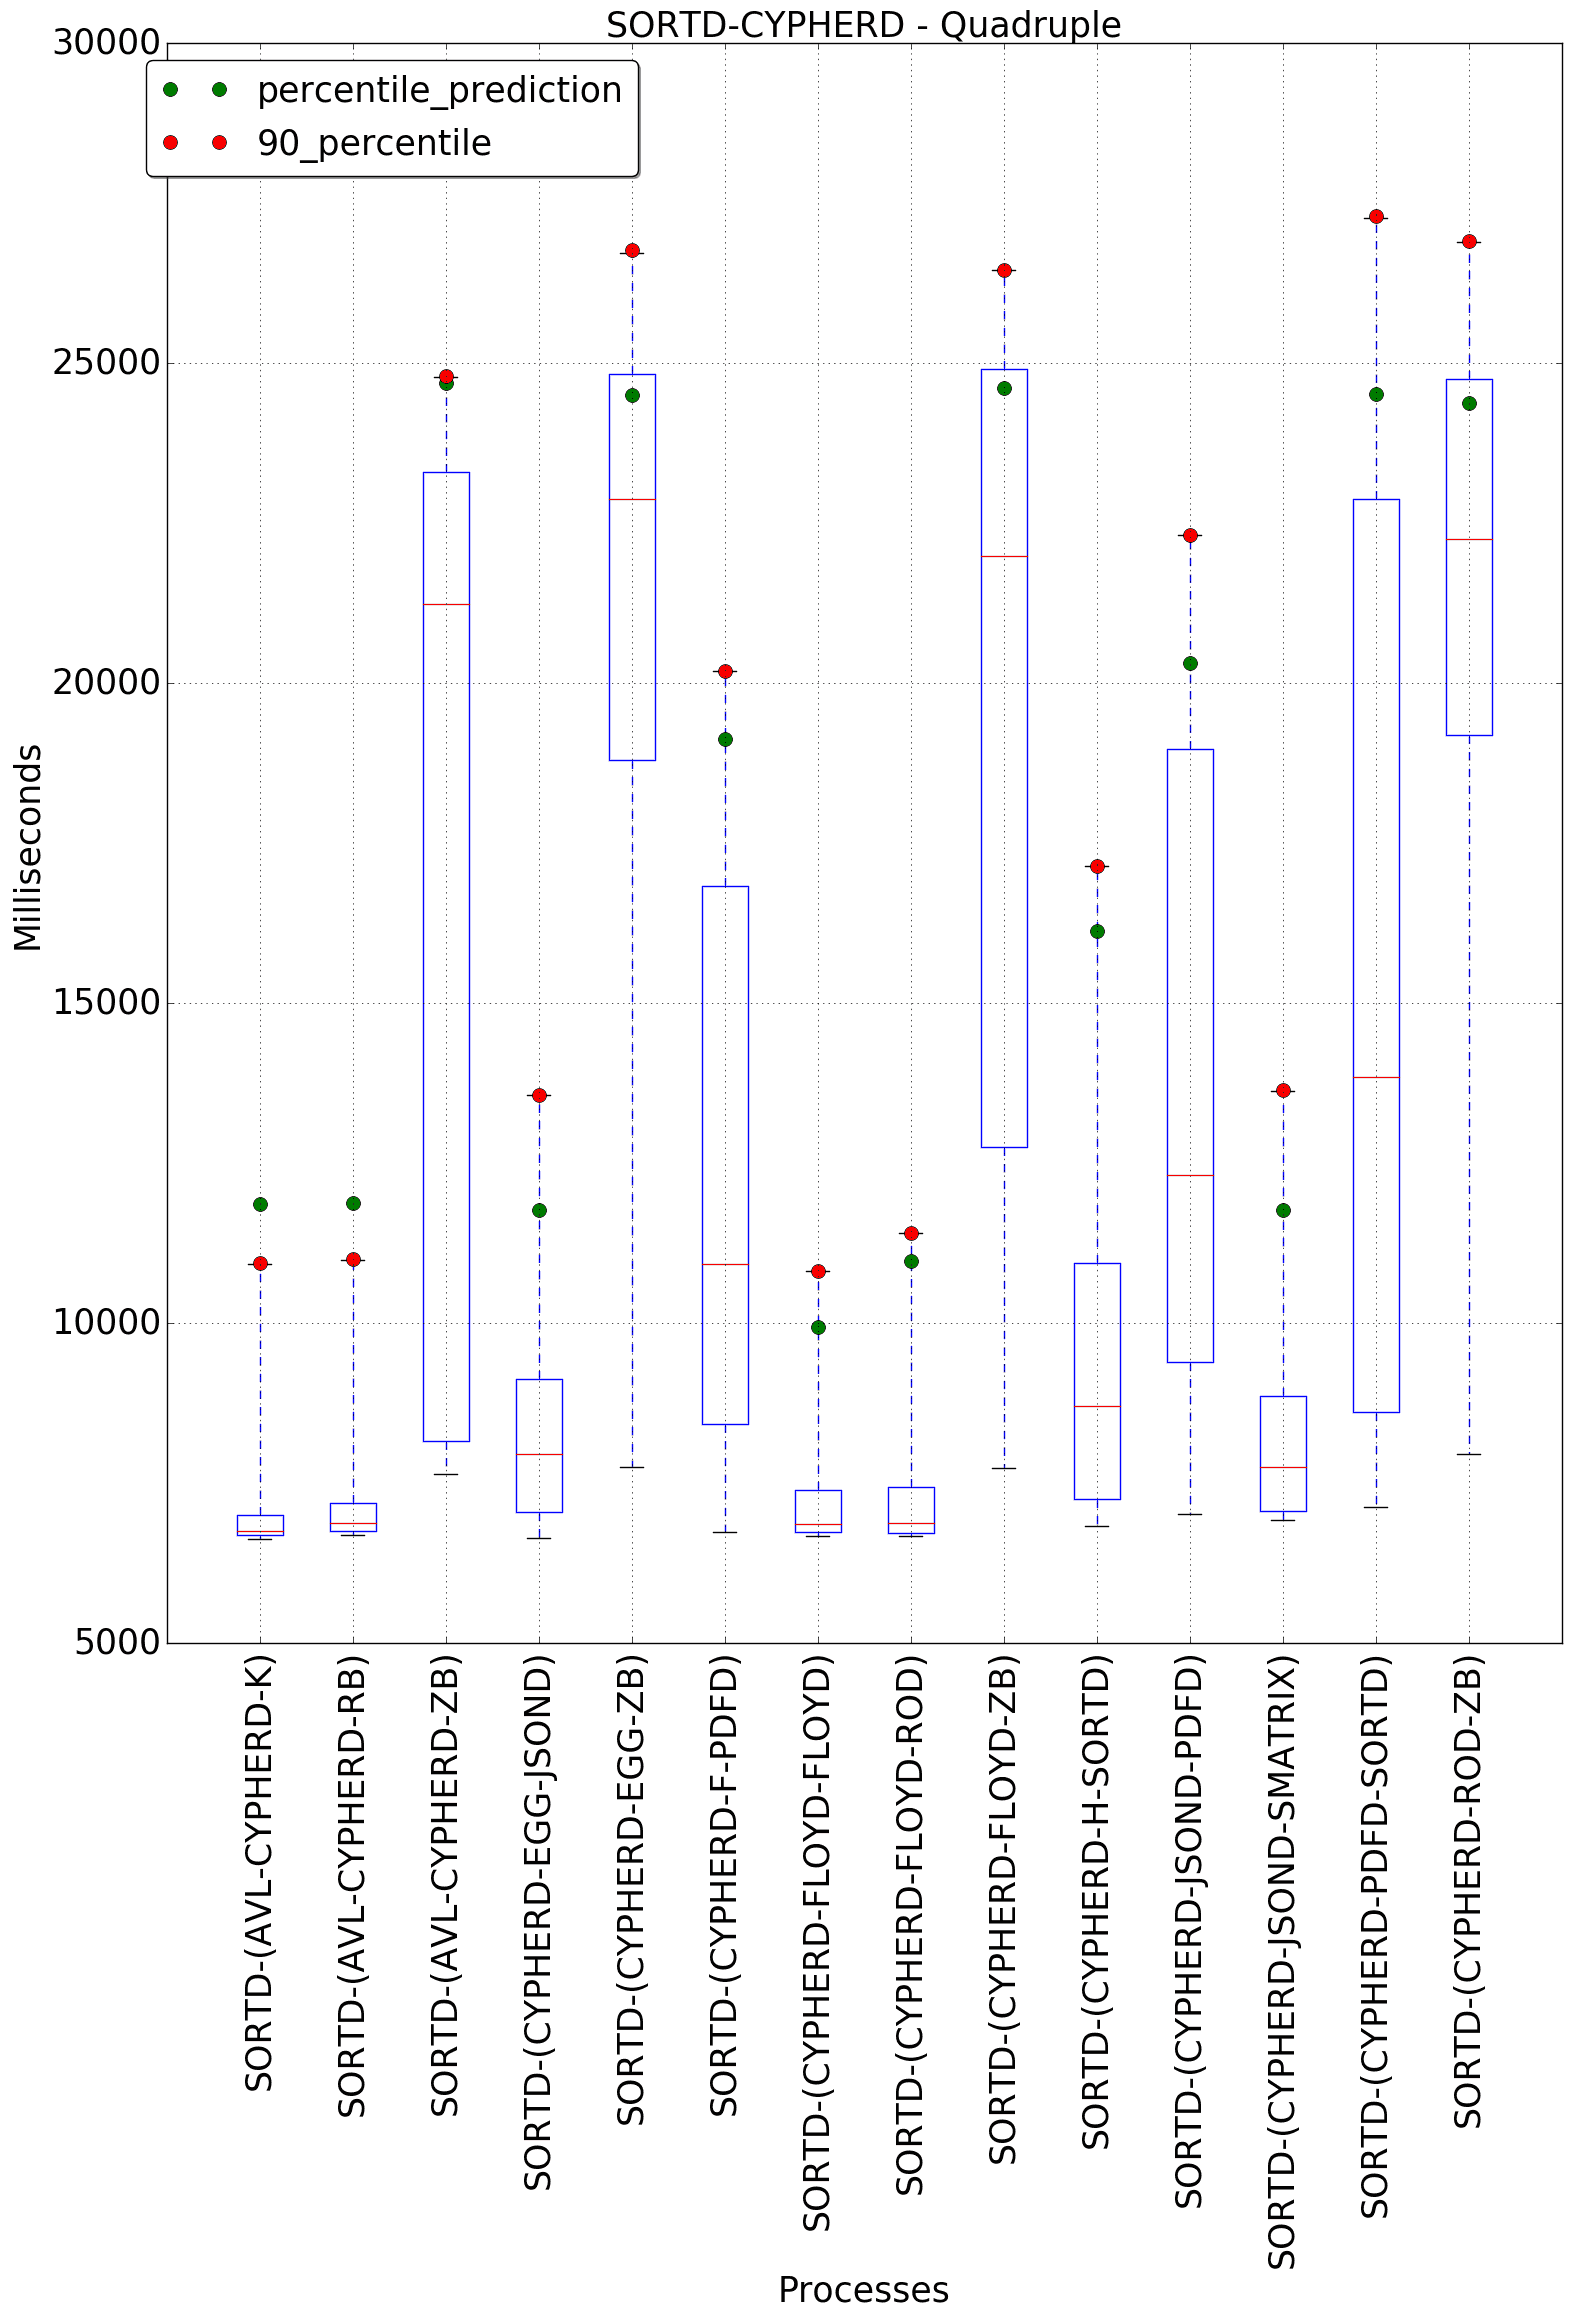 SORTD-CYPHERD - Quadruple
percentile_prediction
90_percentile
30000
25000
20000
15000
10000
5000
Milliseconds
SORTD-(AVL-CYPHERD-K)
SORTD-(AVL-CYPHERD-RB)
SORTD-(AVL-CYPHERD-ZB)
SORTD-(CYPHERD-EGG-JSOND)
SORTD-(CYPHERD-EGG-ZB)
SORTD-(CYPHERD-F-PDFD)
SORTD-(CYPHERD-FLOYD-FLOYD)
SORTD-(CYPHERD-FLOYD-ROD)
SORTD-(CYPHERD-FLOYD-ZB)
SORTD-(CYPHERD-H-SORTD)
SORTD-(CYPHERD-JSOND-PDFD)
SORTD-(CYPHERD-JSOND-SMATRIX)
SORTD-(CYPHERD-PDFD-SORTD)
SORTD-(CYPHERD-ROD-ZB)
Processes